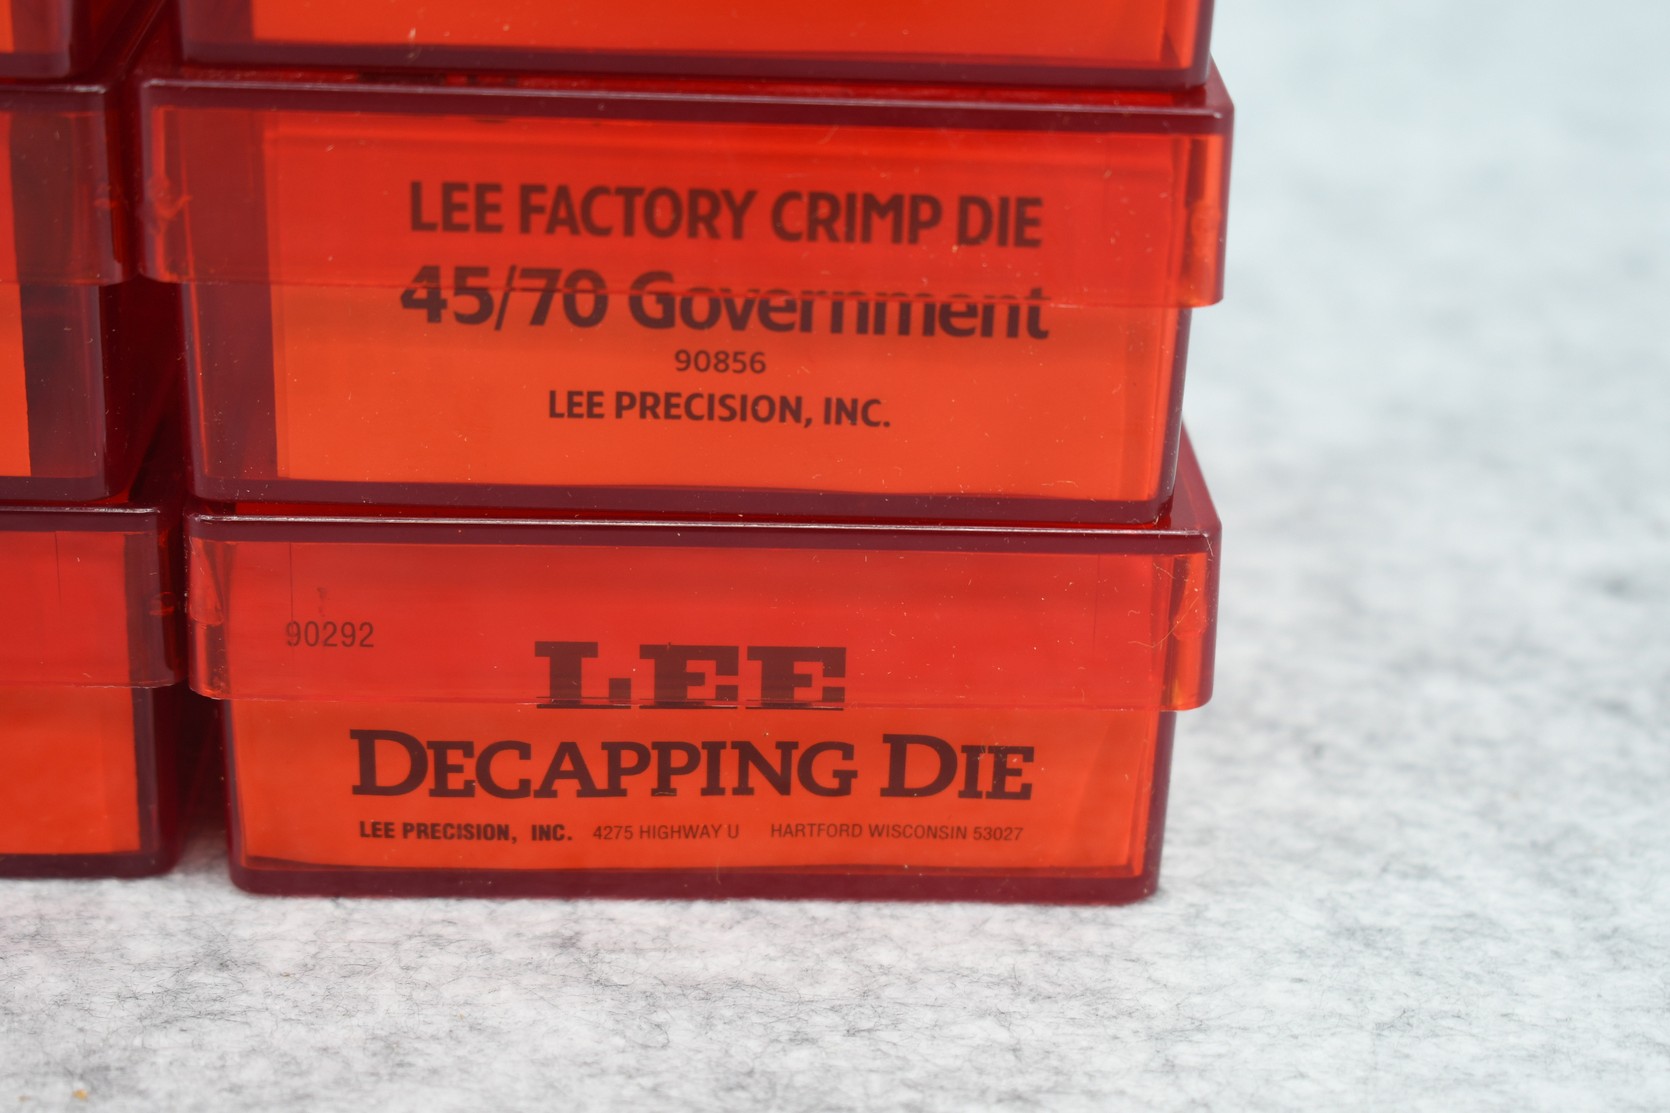 LEE FACTORY CRIMP DIE
45/70 Government
90856
LEE PRECISION, INC.
90292
LEE
DECAPPING DIE
LEE PRECISION, INC. 4275 HIGHWAY U HARTFORD WISCONSIN 53027